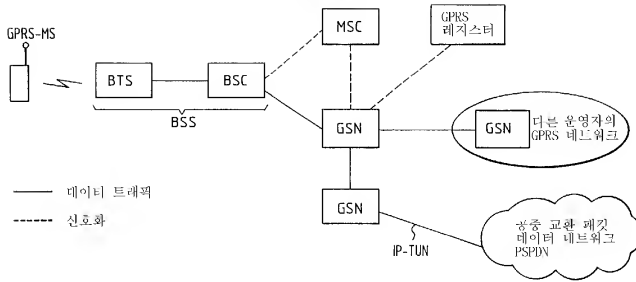 GPRS-MS
MSC
GPRS
레지스터
BTS
BSC
BSS
GSN
GSN
다른 운영자의
GPRS 네트워크
데이터 트래픽
신호화
GSN
IP-TUN
공중 교환 패킷
데이터 네트워크
PSPDN